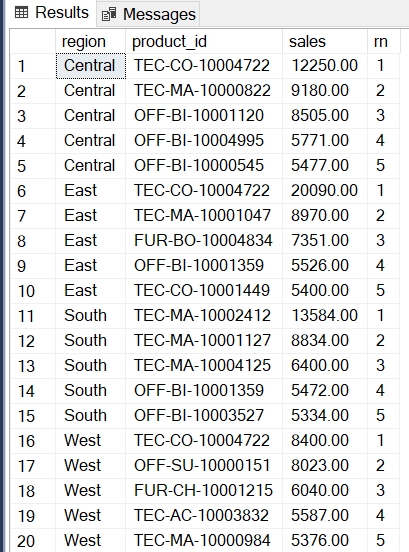 Results Messages
region product_id sales rn
1 Central TEC-CO-10004722 12250.00 1
2 Central TEC-MA-10000822 9180.00 2
3 Central OFF-BI-10001120 8505.00 3
4 Central OFF-BI-10004995 5771.00 4
5 Central OFF-BI-10000545 5477.00 5
6 East TEC-CO-10004722 20090.00 1
7 East TEC-MA-10001047 8970.00 2
8 East FUR-BO-10004834 7351.00 3
9 East OFF-BI-10001359 5526.00 4
10 East TEC-CO-10001449 5400.00 5
11 South TEC-MA-10002412 13584.00 1
12 South TEC-MA-10001127 8834.00 2
13 South TEC-MA-10004125 6400.00 3
14 South OFF-BI-10001359 5472.00 4
15 South OFF-BI-10003527 5334.00 5
16 West TEC-CO-10004722 8400.00 1
17 West OFF-SU-10000151 8023.00 2
18 West FUR-CH-10001215 6040.00 3
19 West TEC-AC-10003832 5587.00 4
20 West TEC-MA-10000984 5376.00 5